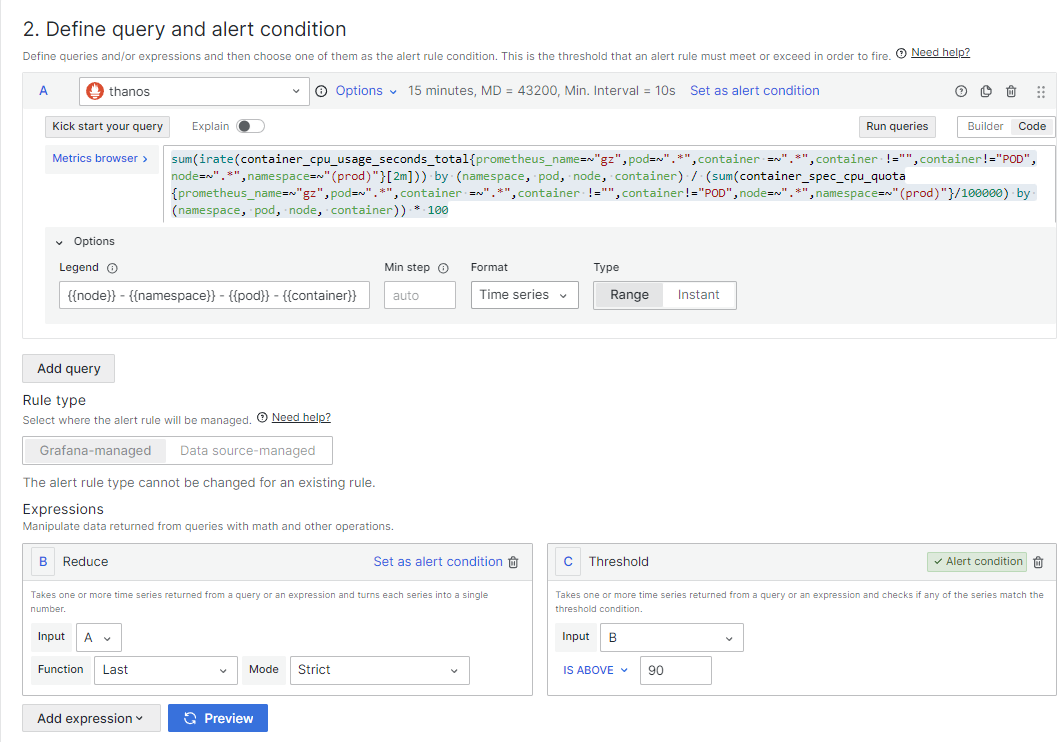 2. Define query and alert condition
Define queries and/or expressions and then choose one of them as the alert rule condition. This is the threshold that an alert rule must meet or exceed in order to fire. Need help?
A thanos Options 15 minutes, MD = 43200, Min. Interval = 10s Set as alert condition
Kick start your query Explain Run queries Builder Code
Metrics browser >
sum(irate(container_cpu_usage_seconds_total{prometheus_name=~"gz",pod=~".*",container =~".*",container !="",container!="POD",
node=~".*",namespace=~"(prod)"}[2m])) by (namespace, pod, node, container) / (sum(container_spec_cpu_quota
{prometheus_name=~"gz",pod=~".*",container =~".*",container !="",container!="POD",node=~".*",namespace=~"(prod)"}/100000) by
(namespace, pod, node, container)) * 100
Options
Legend Min step Format Type
{{node}} - {{namespace}} - {{pod}} - {{container}} auto Time series Range Instant
Add query
Rule type
Select where the alert rule will be managed. Need help?
Grafana-managed Data source-managed
The alert rule type cannot be changed for an existing rule.
Expressions
Manipulate data returned from queries with math and other operations.
B Reduce Set as alert condition
Takes one or more time series returned from a query or an expression and turns each series into a single
number.
Input A
Function Last Mode Strict
C Threshold Alert condition
Takes one or more time series returned from a query or an expression and checks if any of the series match the
threshold condition.
Input B
IS ABOVE 90
Add expression Preview